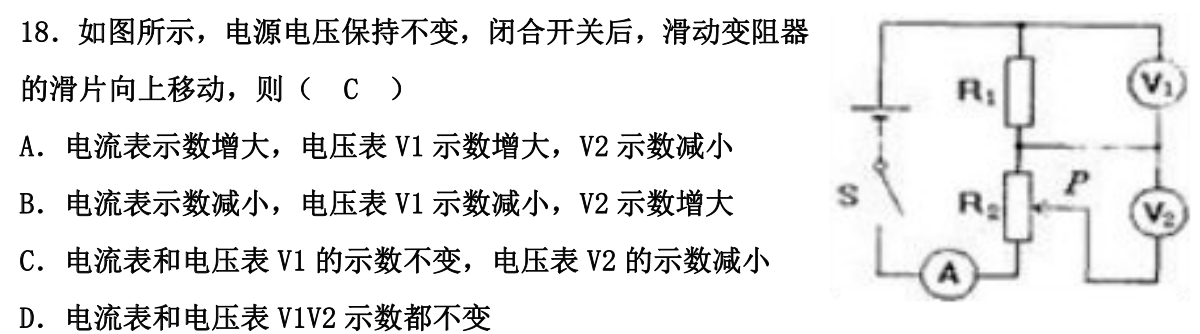 18. 如图所示，电源电压保持不变，闭合开关后，滑动变阻器
的滑片向上移动，则（ C ）
A. 电流表示数增大，电压表 V1 示数增大，V2 示数减小
B. 电流表示数减小，电压表 V1 示数减小，V2 示数增大
C. 电流表和电压表 V1 的示数不变，电压表 V2 的示数减小
D. 电流表和电压表 V1V2 示数都不变
R₁
V₁
S
R₂
P
V₂
A